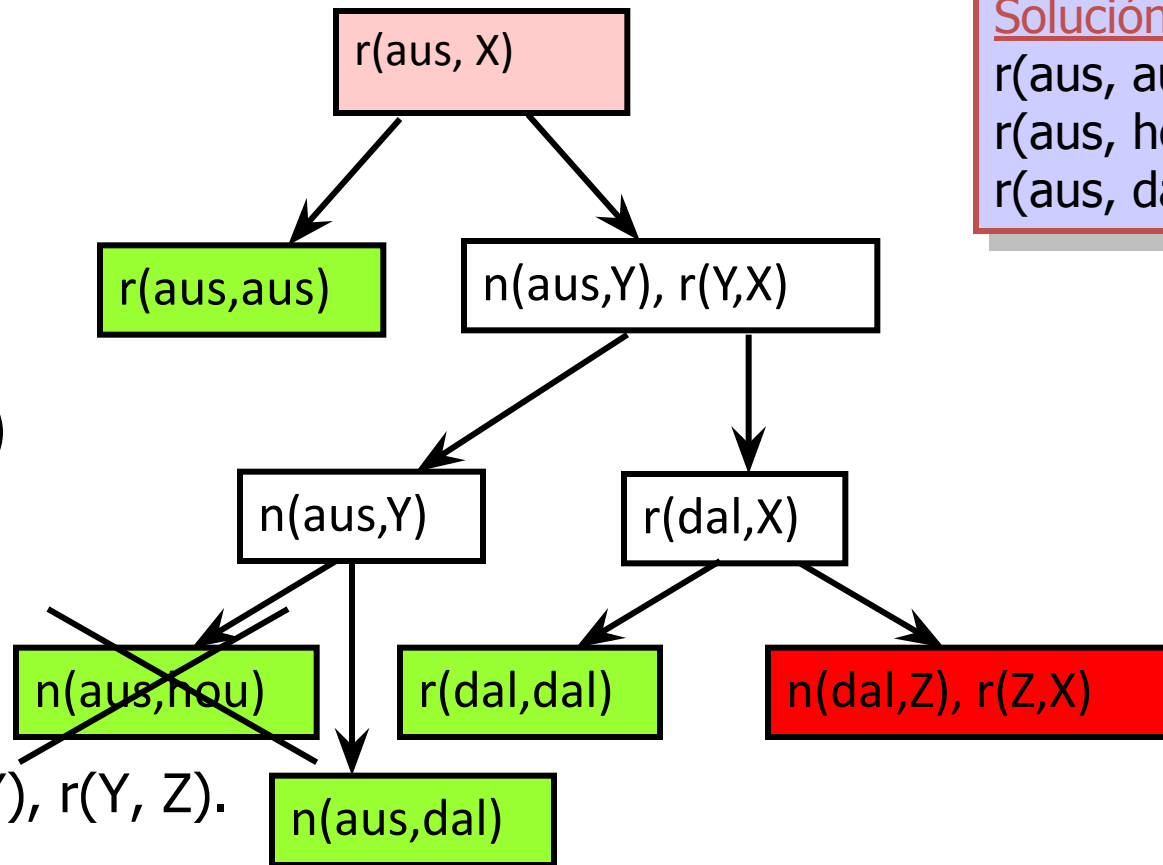 r(aus, X)
Solución
r(aus, au
r(aus, ho
r(aus, da
r(aus,aus)
n(aus,Y), r(Y,X)
)
n(aus,Y)
r(dal,X)
n(aus,hou)
r(dal,dal)
n(dal,Z), r(Z,X)
Y), r(Y, Z).
n(aus,dal)